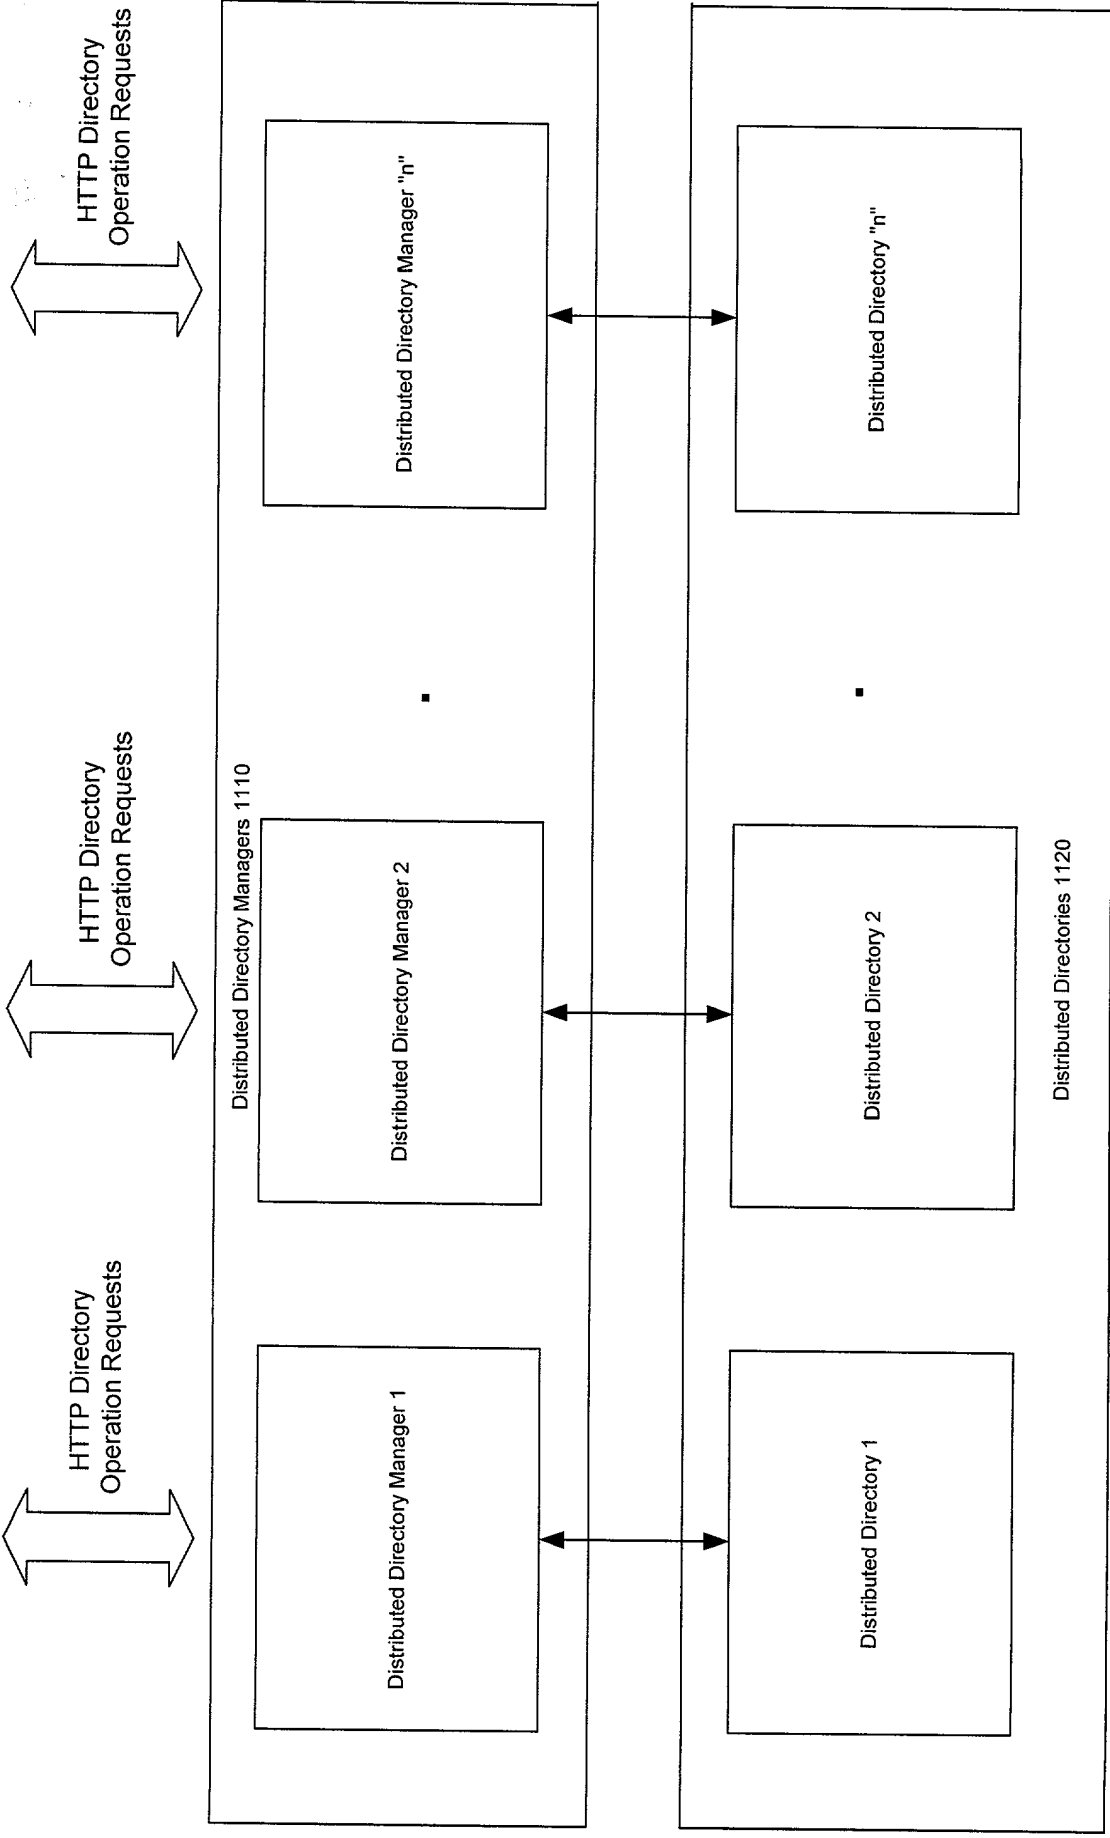 HTTP Directory
Operation Requests
HTTP Directory
Operation Requests
HTTP Directory
Operation Requests
Distributed Directory Managers 1110
Distributed Directory Manager 1
Distributed Directory Manager 2
Distributed Directory Manager "n"
Distributed Directory 1
Distributed Directory 2
Distributed Directory "n"
Distributed Directories 1120